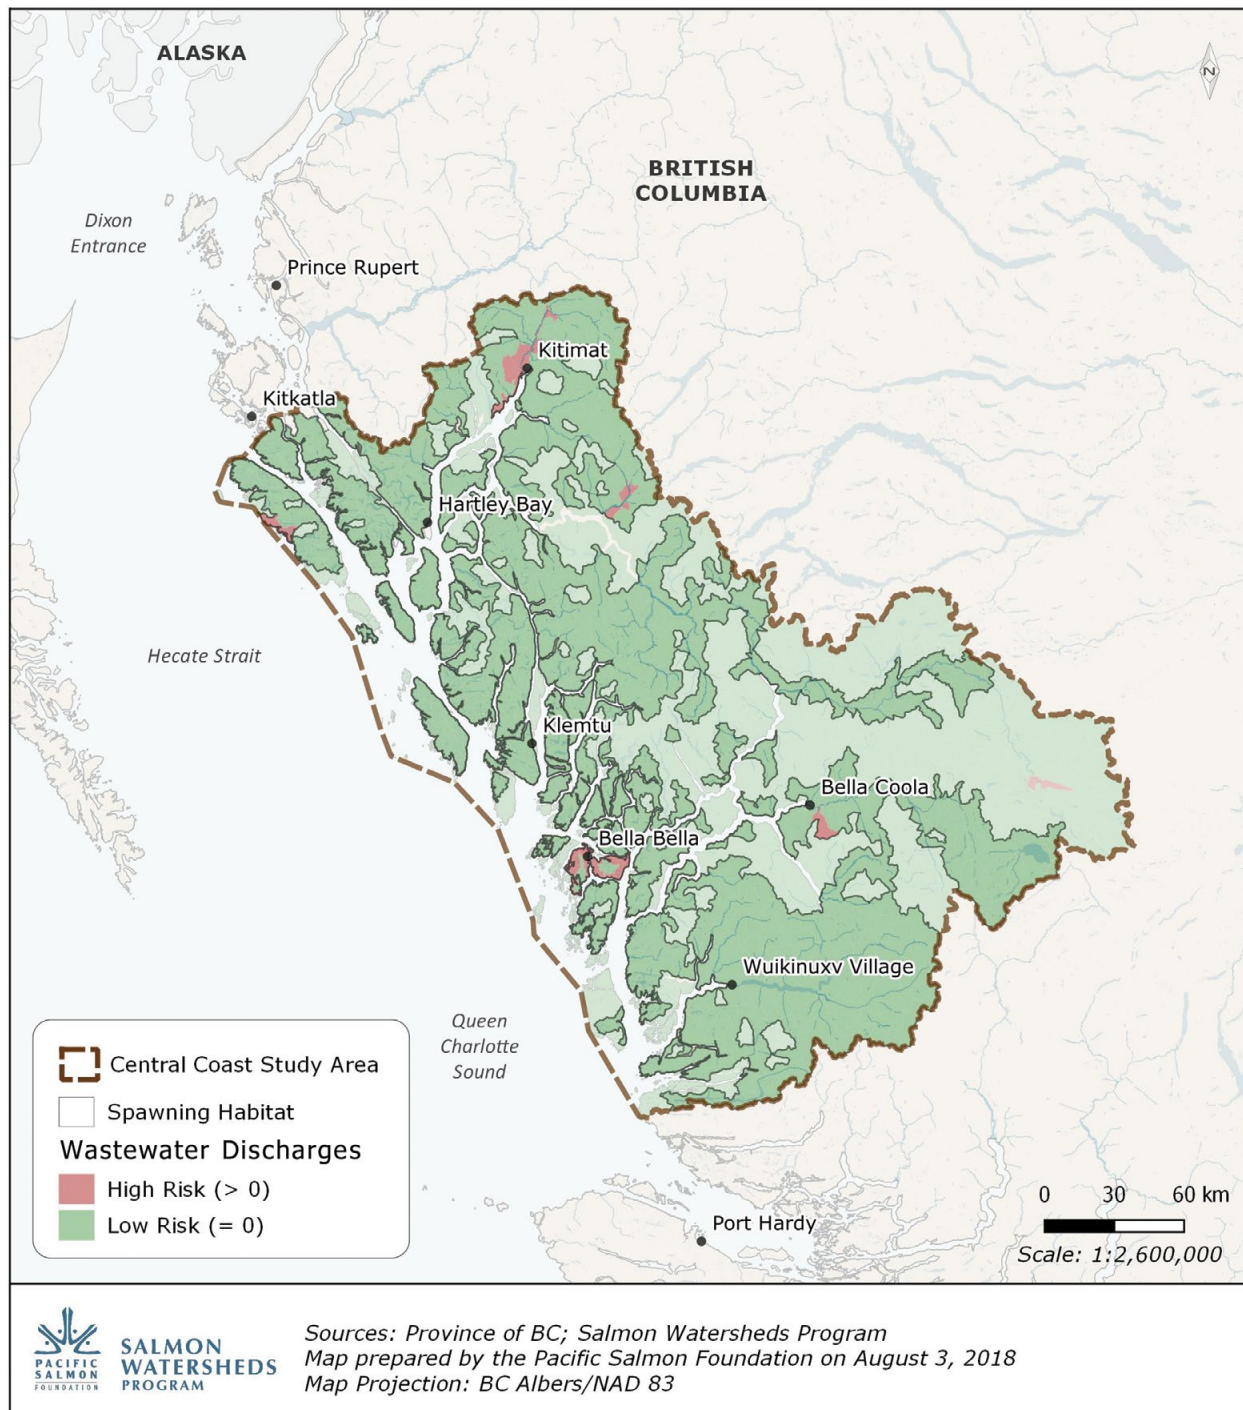 ALASKA
BRITISH
COLUMBIA
N
Dixon
Entrance
Prince Rupert
Kitimat
Kitkatla
Hartley Bay
Hecate Strait
Klemtu
Bella Coola
Bella Bella
Wuikinuxv Village
Queen
Charlotte
Sound
Port Hardy
Central Coast Study Area
Spawning Habitat
Wastewater Discharges
High Risk (> 0)
Low Risk (= 0)
0 30 60 km
Scale: 1:2,600,000
PACIFIC
SALMON
FOUNDATION
SALMON
WATERSHEDS
PROGRAM
Sources: Province of BC; Salmon Watersheds Program
Map prepared by the Pacific Salmon Foundation on August 3, 2018
Map Projection: BC Albers/NAD 83